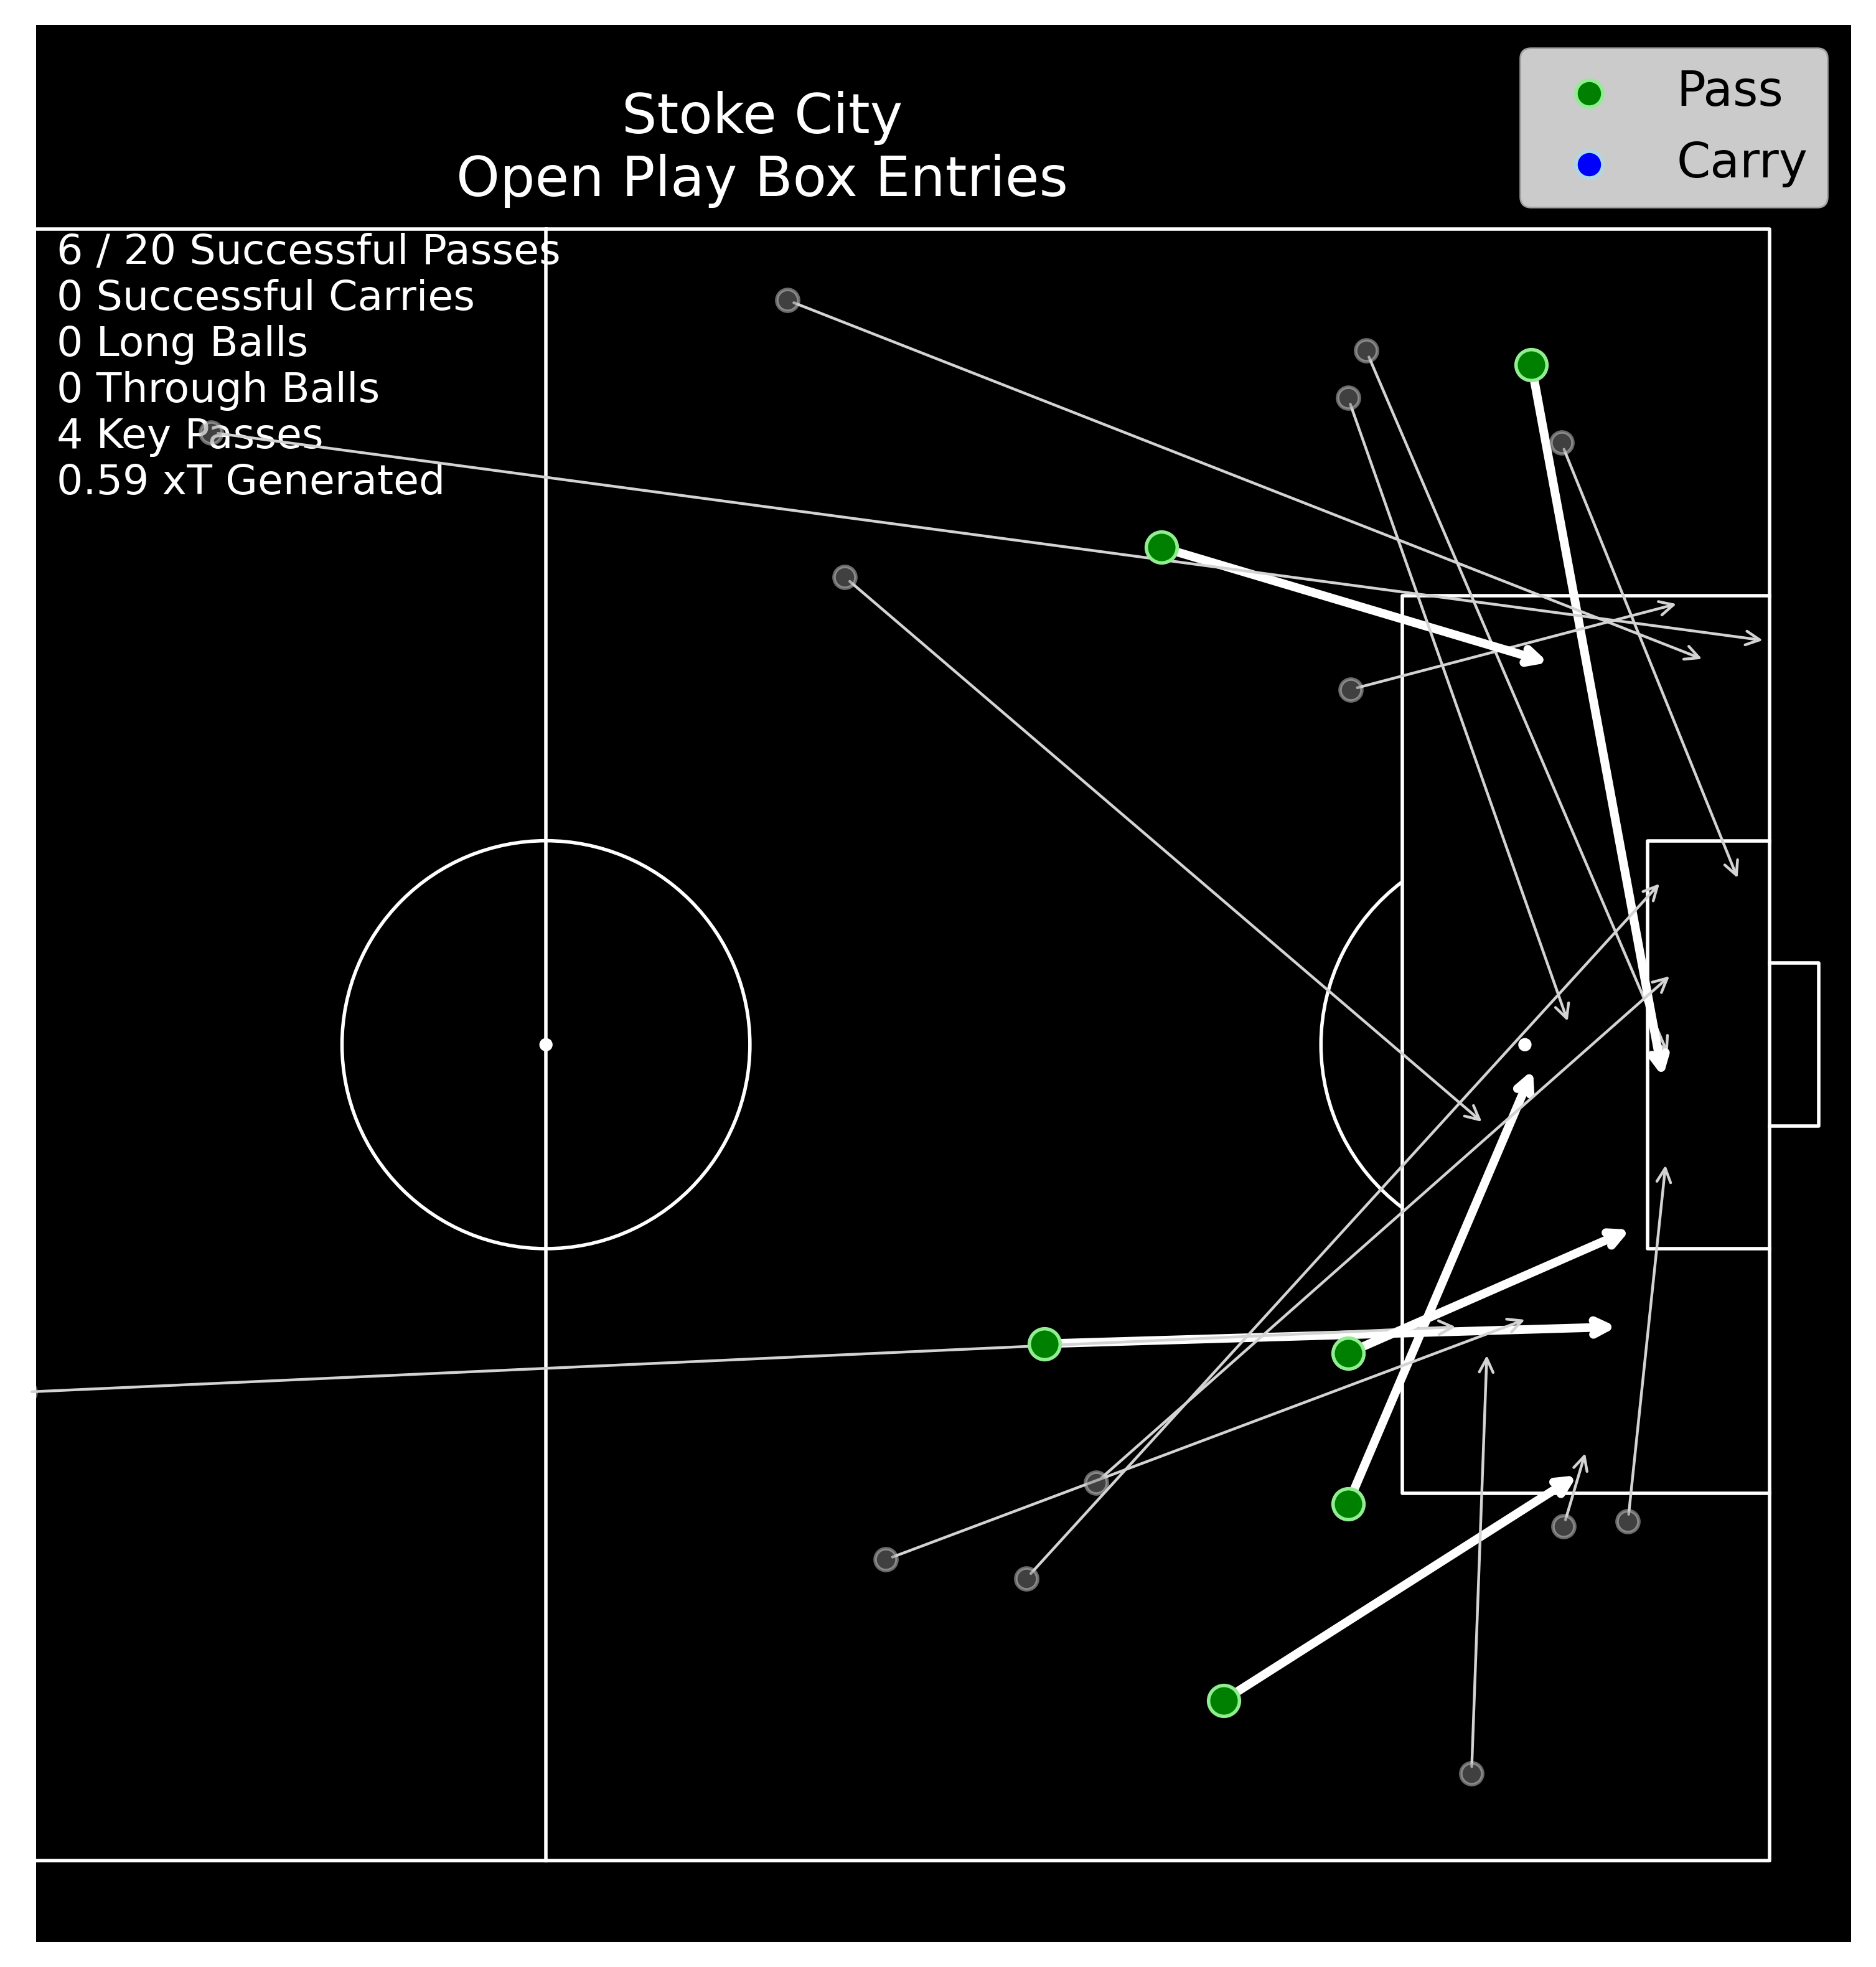 Stoke City
Open Play Box Entries
Pass
Carry
6 / 20 Successful Passes
0 Successful Carries
0 Long Balls
0 Through Balls
4 Key Passes
0.59 xT Generated